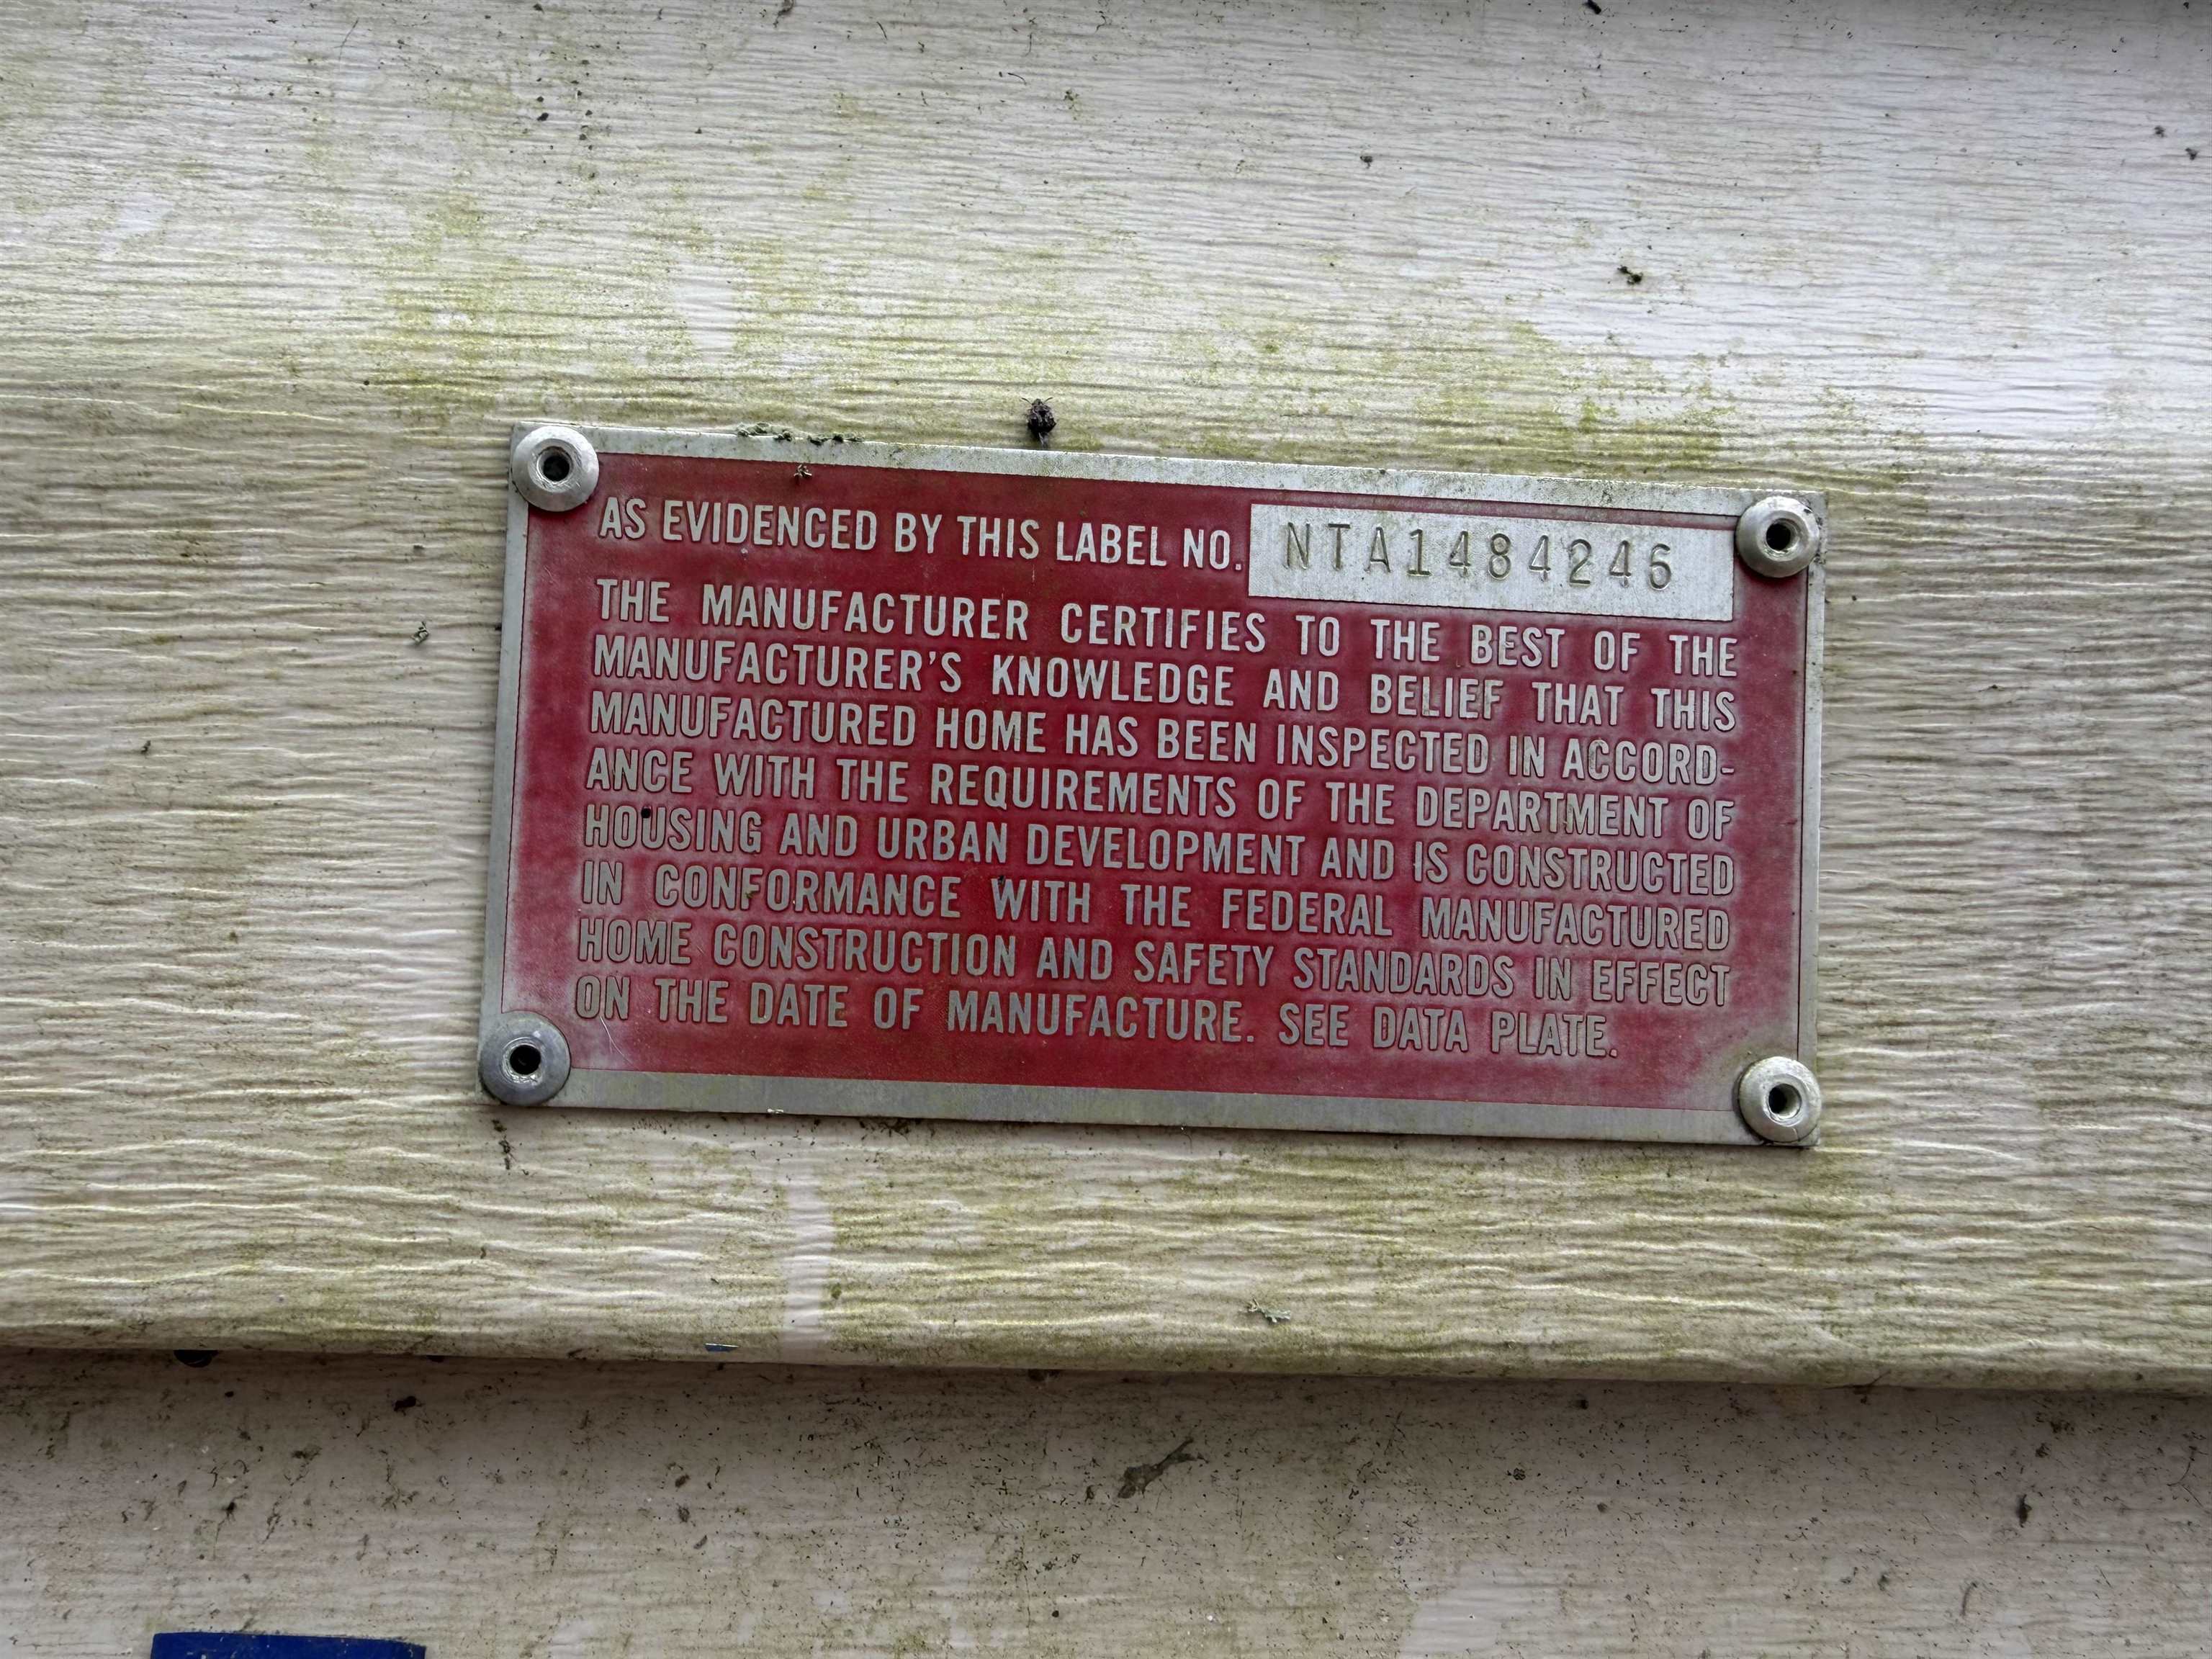 AS EVIDENCED BY THIS LABEL NO. NTA1484246
THE MANUFACTURER CERTIFIES TO THE BEST OF THE
MANUFACTURER'S KNOWLEDGE AND BELIEF THAT THIS
MANUFACTURED HOME HAS BEEN INSPECTED IN ACCORD-
ANCE WITH THE REQUIREMENTS OF THE DEPARTMENT OF
HOUSING AND URBAN DEVELOPMENT AND IS CONSTRUCTED
IN CONFORMANCE WITH THE FEDERAL MANUFACTURED
HOME CONSTRUCTION AND SAFETY STANDARDS IN EFFECT
ON THE DATE OF MANUFACTURE. SEE DATA PLATE.